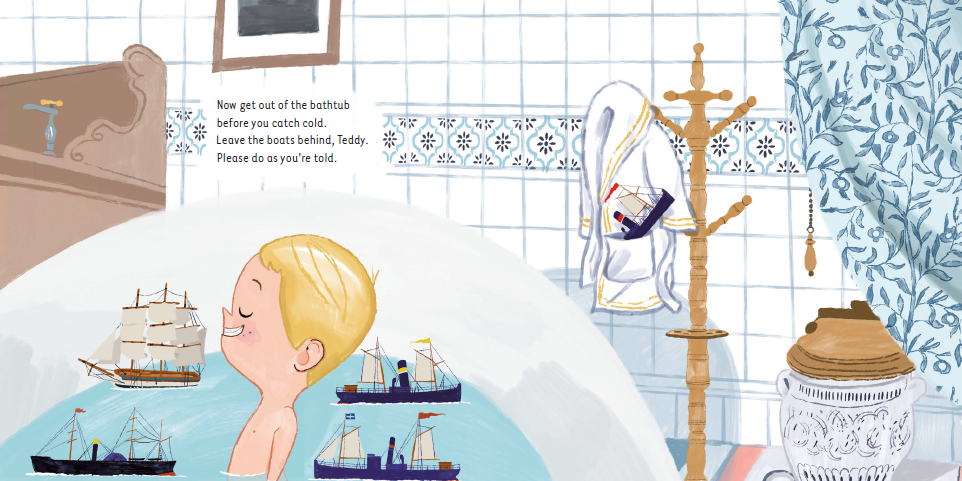 Now get out of the bathtub
before you catch cold.
Leave the boats behind, Teddy.
Please do as you're told.